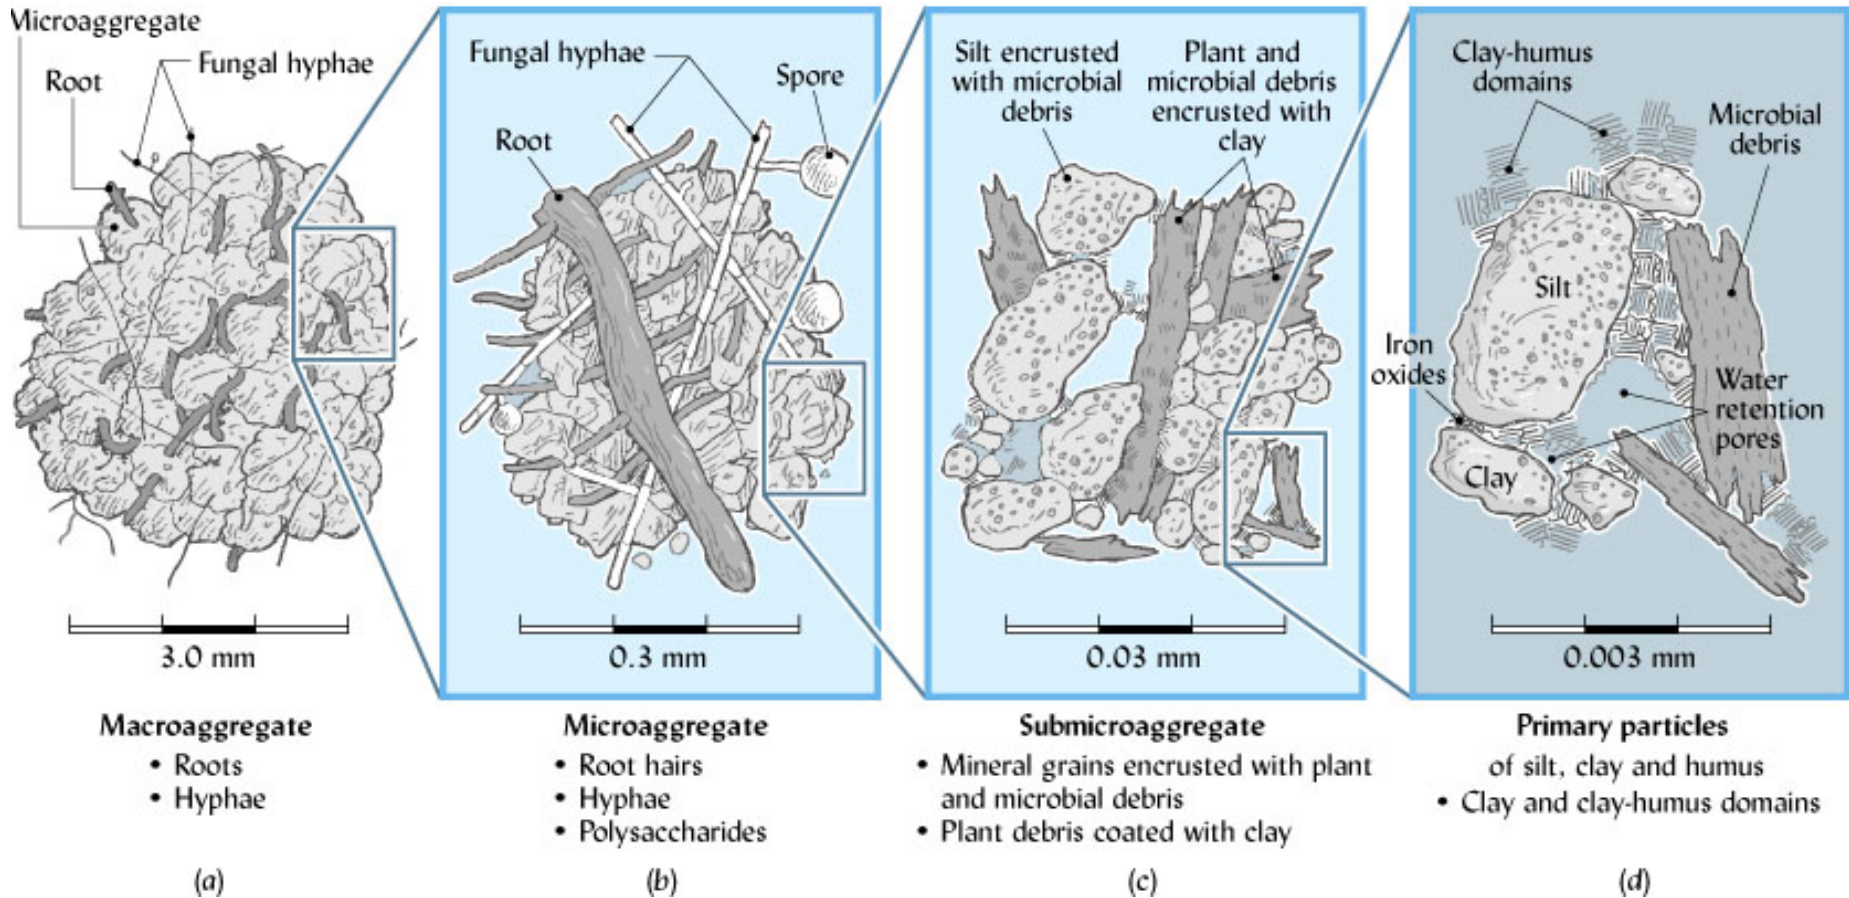 Microaggregate
Root
Fungal hyphae
3.0 mm
Macroaggregate
• Roots
• Hyphae
(a)
Fungal hyphae
Spore
Root
0.3 mm
Microaggregate
• Root hairs
• Hyphae
• Polysaccharides
(b)
Silt encrusted
with microbial
debris
Plant and
microbial debris
encrusted with
clay
0.03 mm
Submicroaggregate
• Mineral grains encrusted with plant
and microbial debris
• Plant debris coated with clay
(c)
Clay-humus
domains
Microbial
debris
Silt
Iron
oxides
Water
retention
pores
Clay
0.003 mm
Primary particles
of silt, clay and humus
• Clay and clay-humus domains
(d)